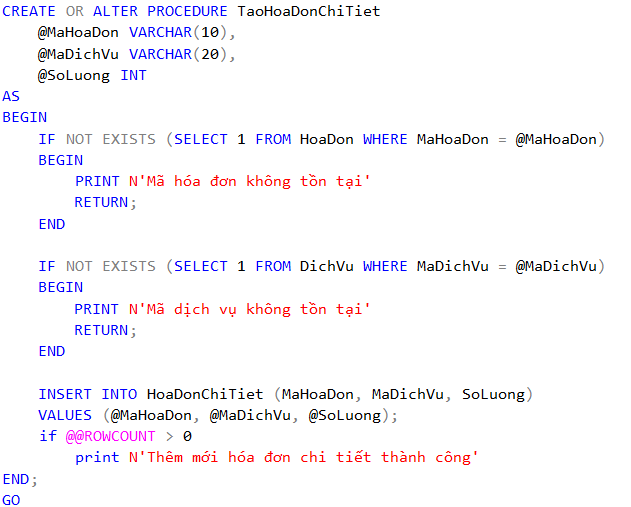 CREATE OR ALTER PROCEDURE TaoHoaDonChiTiet
    @MaHoaDon VARCHAR(10),
    @MaDichVu VARCHAR(20),
    @SoLuong INT
AS
BEGIN
    IF NOT EXISTS (SELECT 1 FROM HoaDon WHERE MaHoaDon = @MaHoaDon)
    BEGIN
        PRINT N'Mã hóa đơn không tồn tại'
        RETURN;
    END

    IF NOT EXISTS (SELECT 1 FROM DichVu WHERE MaDichVu = @MaDichVu)
    BEGIN
        PRINT N'Mã dịch vụ không tồn tại'
        RETURN;
    END

    INSERT INTO HoaDonChiTiet (MaHoaDon, MaDichVu, SoLuong)
    VALUES (@MaHoaDon, @MaDichVu, @SoLuong);
    if @@ROWCOUNT > 0
        print N'Thêm mới hóa đơn chi tiết thành công'
END;
GO